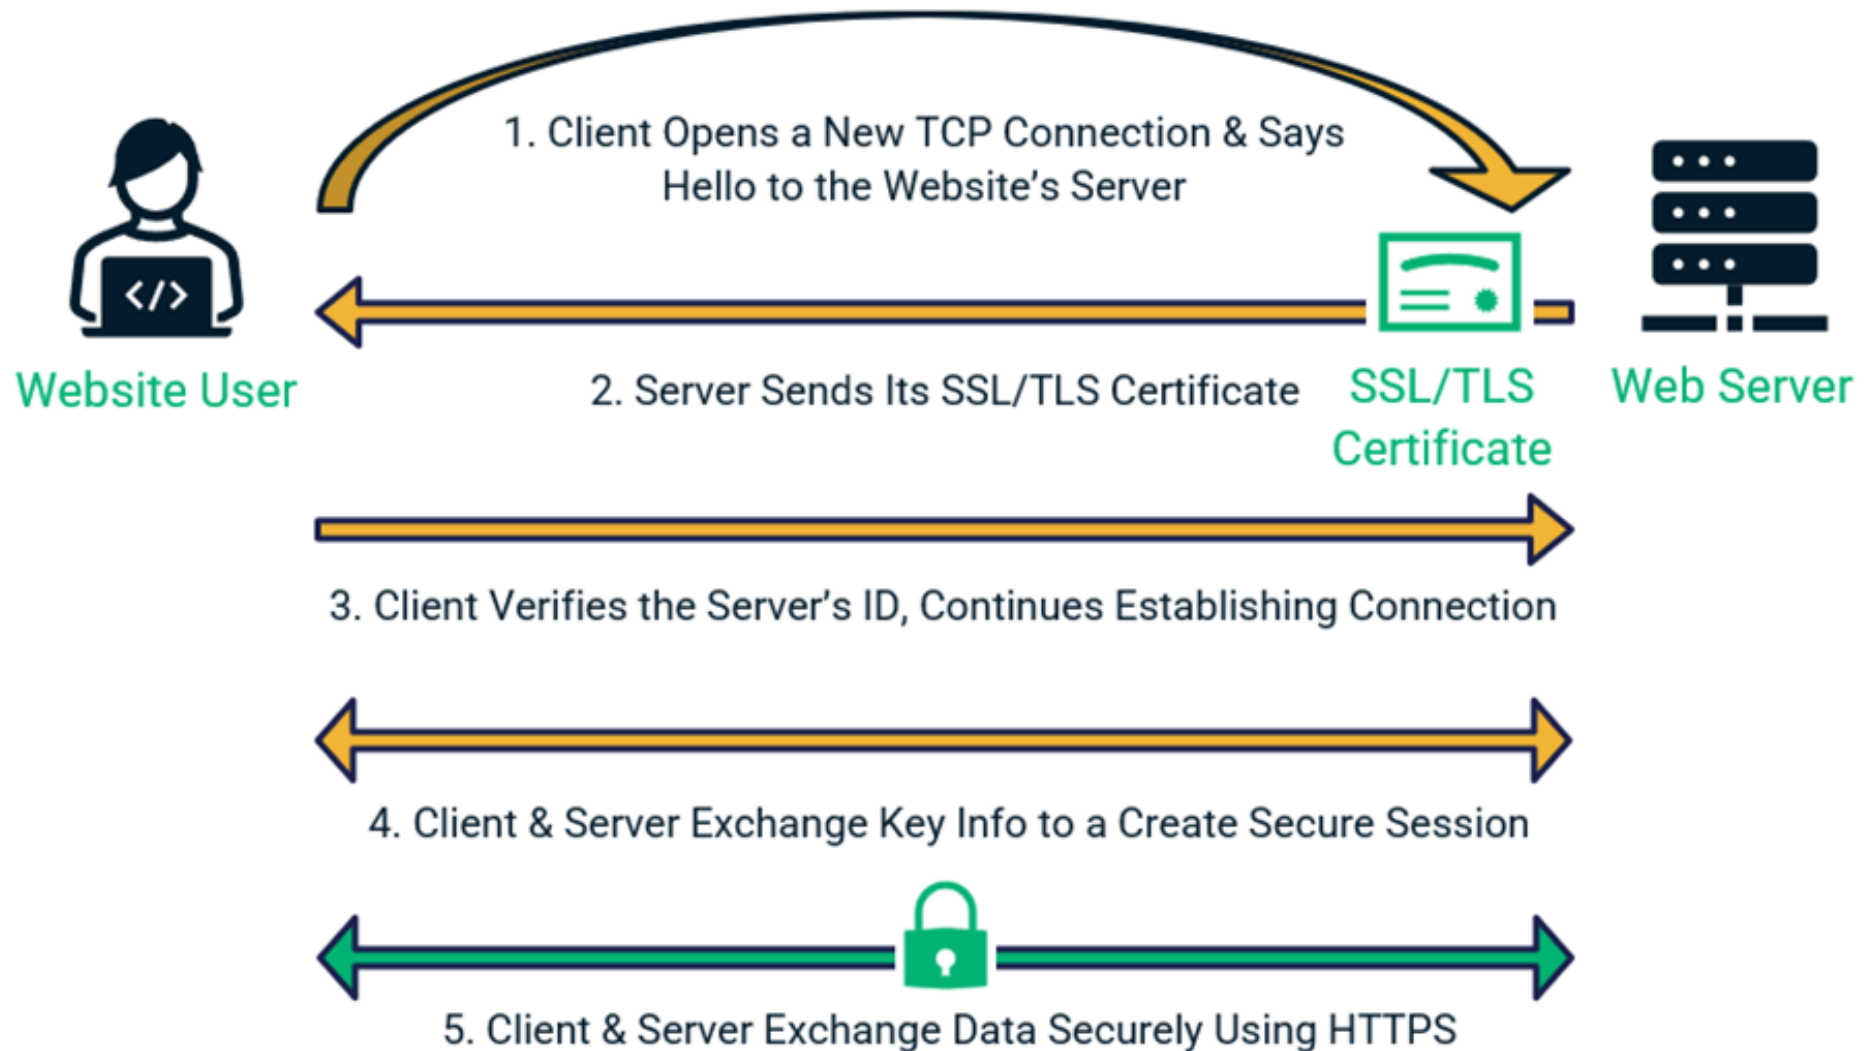 1. Client Opens a New TCP Connection & Says
Hello to the Website's Server
</>
Website User
2. Server Sends Its SSL/TLS Certificate
SSL/TLS
Certificate
Web Server
3. Client Verifies the Server's ID, Continues Establishing Connection
4. Client & Server Exchange Key Info to a Create Secure Session
5. Client & Server Exchange Data Securely Using HTTPS